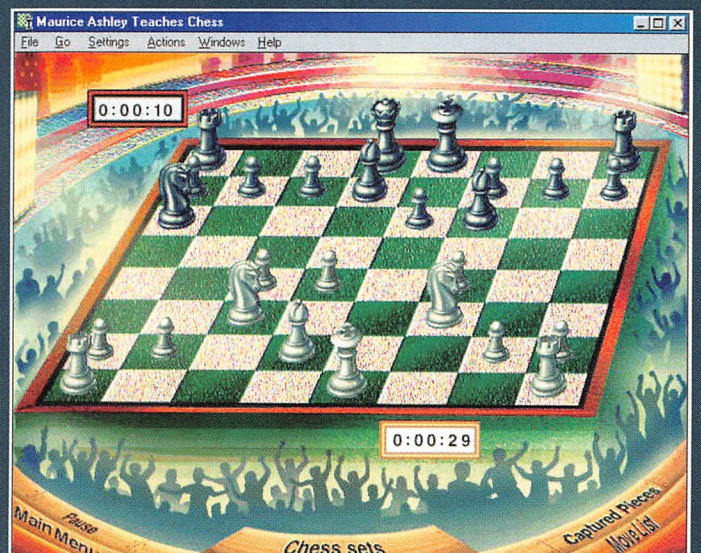 Maurice Ashley Teaches Chess
File Go Settings Actions Windows Help
0:00:10
0:00:29
Pause
Main Menu
Chess sets
Captured Pieces
Move List